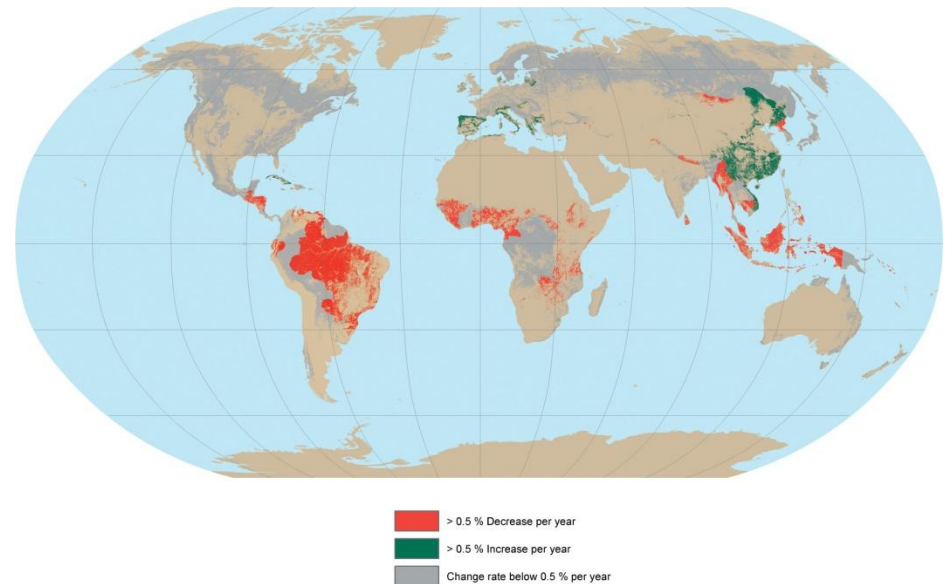 > 0.5 % Decrease per year
> 0.5 % Increase per year
Change rate below 0.5 % per year